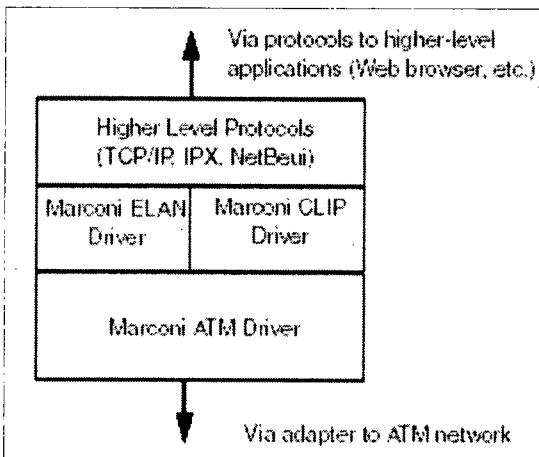 Via protocols to higher-level
applications (Web browser, etc.)
Higher Level Protocols
(TCP/IP, IPX, NetBeui)
Marconi ELAN
Driver
Marconi CLIP
Driver
Marconi ATM Driver
Via adapter to ATM network